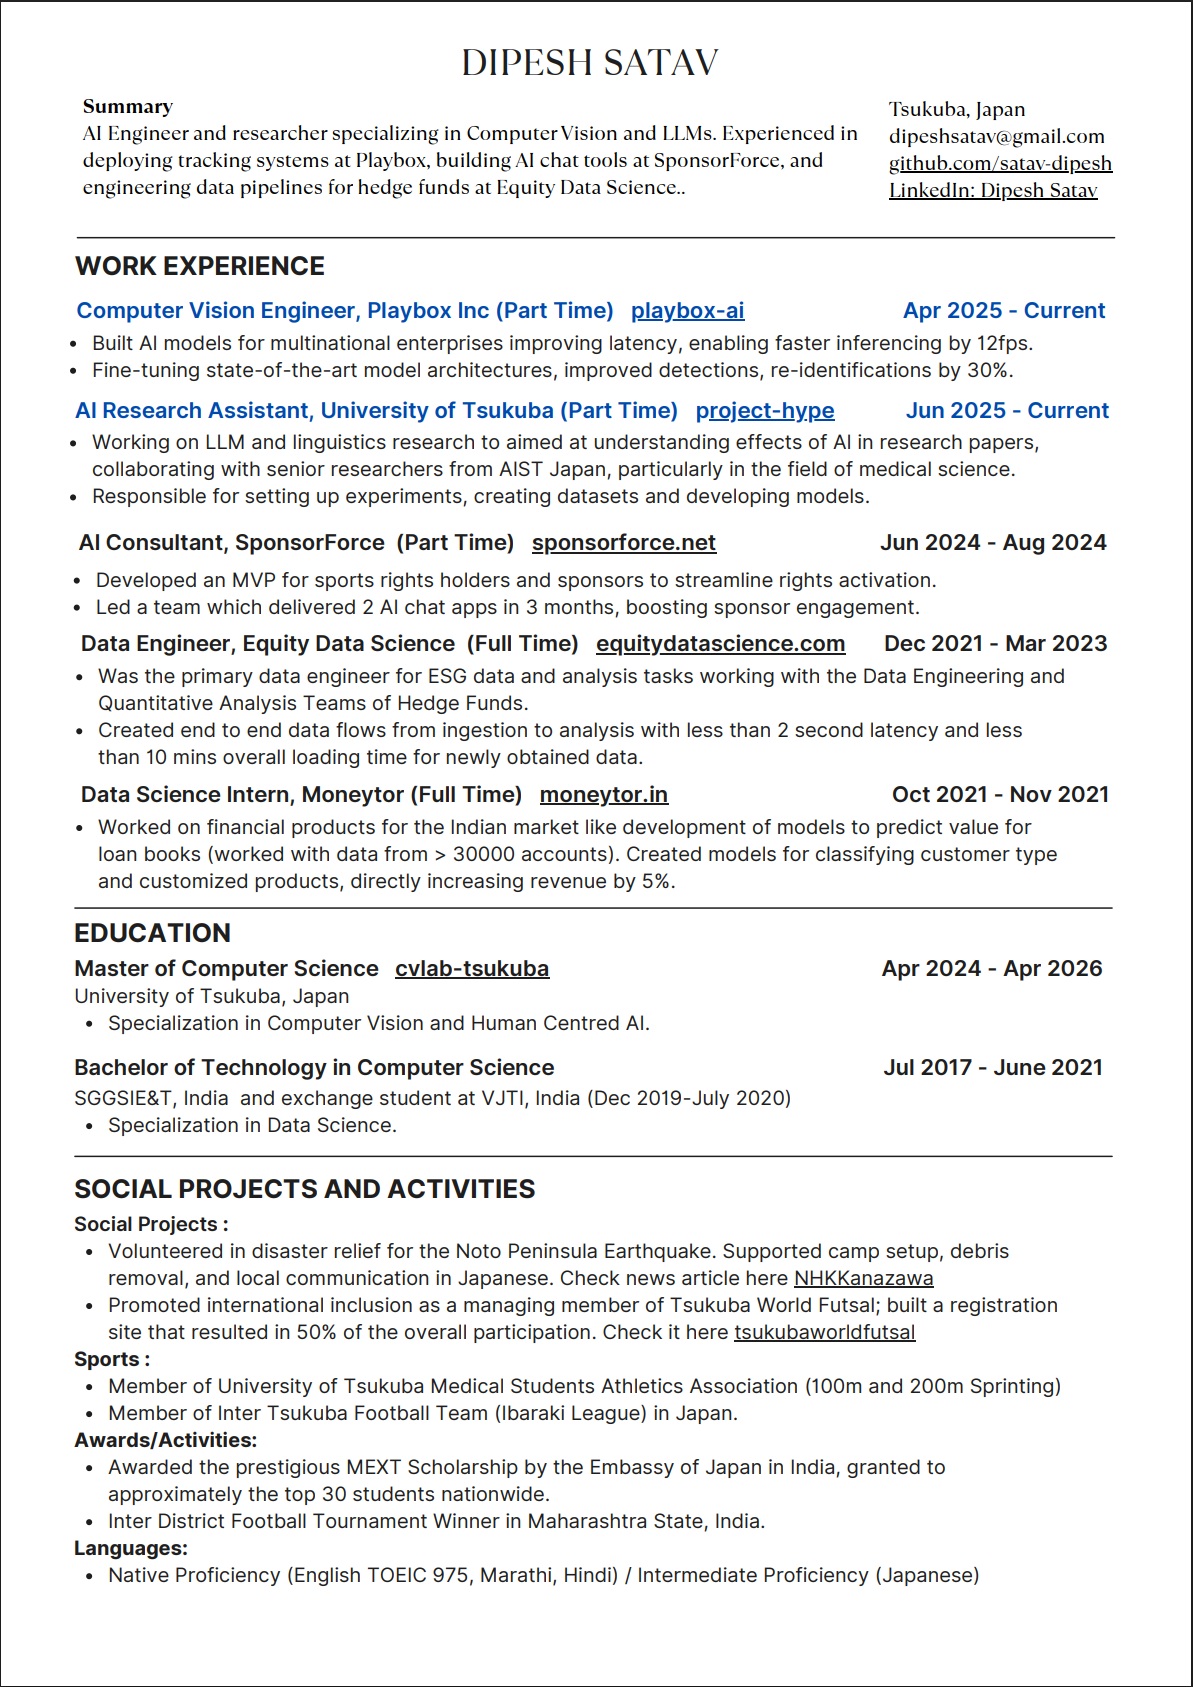 DIPESH SATAV
Summary
AI Engineer and researcher specializing in Computer Vision and LLMs. Experienced in
deploying tracking systems at Playbox, building AI chat tools at SponsorForce, and
engineering data pipelines for hedge funds at Equity Data Science..
Tsukuba, Japan
dipeshsatav@gmail.com
github.com/satav-dipesh
LinkedIn: Dipesh Satav
WORK EXPERIENCE
Computer Vision Engineer, Playbox Inc (Part Time) playbox-ai Apr 2025 - Current
• Built AI models for multinational enterprises improving latency, enabling faster inferencing by 12fps.
• Fine-tuning state-of-the-art model architectures, improved detections, re-identifications by 30%.
AI Research Assistant, University of Tsukuba (Part Time) project-hype Jun 2025 - Current
• Working on LLM and linguistics research to aimed at understanding effects of AI in research papers,
collaborating with senior researchers from AIST Japan, particularly in the field of medical science.
• Responsible for setting up experiments, creating datasets and developing models.
AI Consultant, SponsorForce (Part Time) sponsorforce.net Jun 2024 - Aug 2024
• Developed an MVP for sports rights holders and sponsors to streamline rights activation.
• Led a team which delivered 2 AI chat apps in 3 months, boosting sponsor engagement.
Data Engineer, Equity Data Science (Full Time) equitydatascience.com Dec 2021 - Mar 2023
• Was the primary data engineer for ESG data and analysis tasks working with the Data Engineering and
Quantitative Analysis Teams of Hedge Funds.
• Created end to end data flows from ingestion to analysis with less than 2 second latency and less
than 10 mins overall loading time for newly obtained data.
Data Science Intern, Moneytor (Full Time) moneytor.in Oct 2021 - Nov 2021
• Worked on financial products for the Indian market like development of models to predict value for
loan books (worked with data from > 30000 accounts). Created models for classifying customer type
and customized products, directly increasing revenue by 5%.
EDUCATION
Master of Computer Science cvlab-tsukuba Apr 2024 - Apr 2026
University of Tsukuba, Japan
• Specialization in Computer Vision and Human Centred AI.
Bachelor of Technology in Computer Science Jul 2017 - June 2021
SGGSIE&T, India and exchange student at VJTI, India (Dec 2019-July 2020)
• Specialization in Data Science.
SOCIAL PROJECTS AND ACTIVITIES
Social Projects :
• Volunteered in disaster relief for the Noto Peninsula Earthquake. Supported camp setup, debris
removal, and local communication in Japanese. Check news article here NHKKanazawa
• Promoted international inclusion as a managing member of Tsukuba World Futsal; built a registration
site that resulted in 50% of the overall participation. Check it here tsukubaworldfutsal
Sports :
• Member of University of Tsukuba Medical Students Athletics Association (100m and 200m Sprinting)
• Member of Inter Tsukuba Football Team (Ibaraki League) in Japan.
Awards/Activities:
• Awarded the prestigious MEXT Scholarship by the Embassy of Japan in India, granted to
approximately the top 30 students nationwide.
• Inter District Football Tournament Winner in Maharashtra State, India.
Languages:
• Native Proficiency (English TOEIC 975, Marathi, Hindi) / Intermediate Proficiency (Japanese)